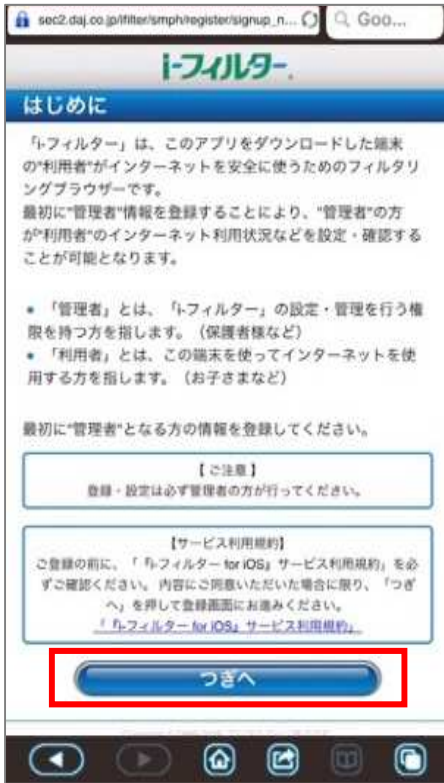 sec2.daj.co.jp/ifilter/smph/register/signup_n...
Goo...
i-フィルター.
はじめに
「i-フィルター」は、このアプリをダウンロードした端末
の"利用者"がインターネットを安全に使うためのフィルタリ
ングブラウザーです。
最初に"管理者"情報を登録することにより、"管理者"の方
が"利用者"のインターネット利用状況などを設定・確認する
ことが可能となります。
• 「管理者」とは、「i-フィルター」の設定・管理を行う権
限を持つ方を指します。（保護者様など）
• 「利用者」とは、この端末を使ってインターネットを使
用する方を指します。（お子さまなど）
最初に"管理者"となる方の情報を登録してください。
【ご注意】
登録・設定は必ず管理者の方が行ってください。
【サービス利用規約】
ご登録の前に、「「i-フィルター for iOS」サービス利用規約」を必
ずご確認ください。 内容にご同意いただいた場合に限り、「つぎ
へ」を押して登録画面にお進みください。
「「i-フィルター for iOS」サービス利用規約」
つぎへ